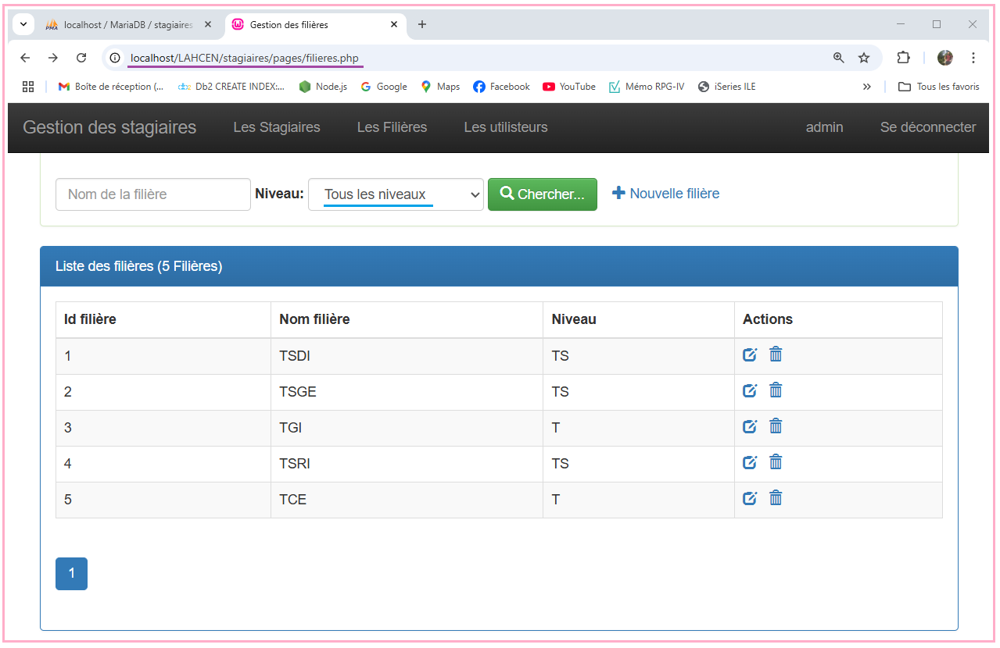 localhost / MariaDB / stagiaires
Gestion des filières
localhost/LAHCEN/stagiaires/pages/filieres.php
Boîte de réception (... Db2 CREATE INDEX:... Node.js Google Maps Facebook YouTube Mémo RPG-IV iSeries ILE » Tous les favoris
Gestion des stagiaires Les Stagiaires Les Filières Les utilisteurs admin Se déconnecter
Nom de la filière Niveau: Tous les niveaux Chercher... Nouvelle filière
Liste des filières (5 Filières)
Id filière Nom filière Niveau Actions
1 TSDI TS
2 TSGE TS
3 TGI T
4 TSRI TS
5 TCE T
1